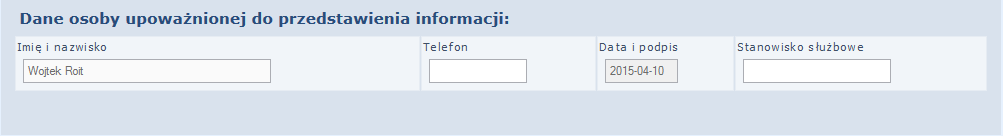 Dane osoby upoważnionej do przedstawienia informacji:
Imię i nazwisko Telefon Data i podpis Stanowisko służbowe
Wojtek Roit 2015-04-10